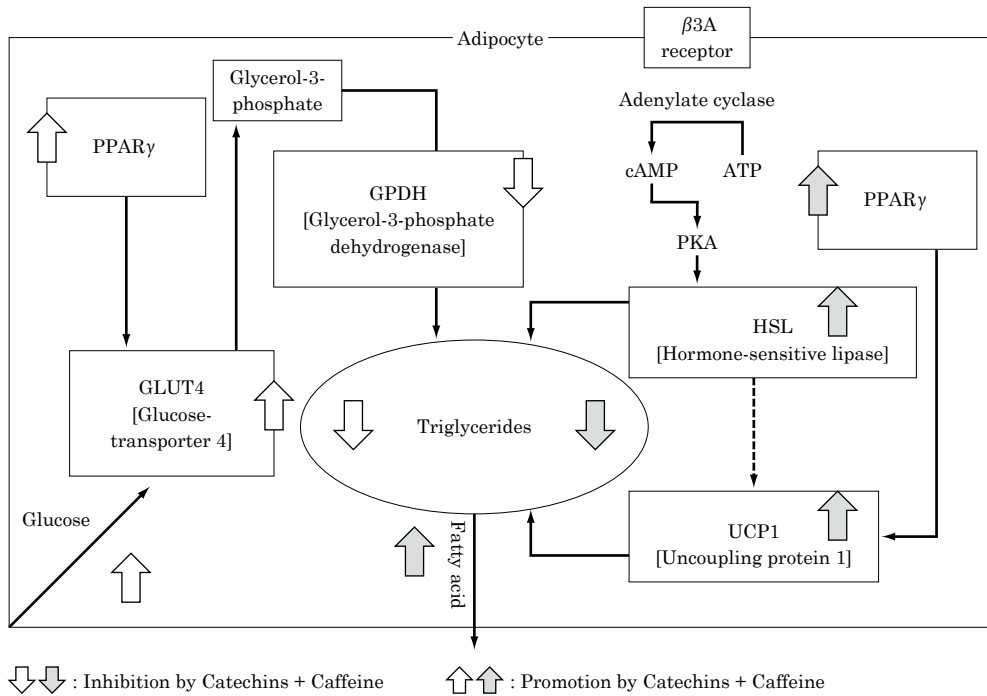 Adipocyte
β3A
receptor
Glycerol-3-
phosphate
PPARγ
GPDH
[Glycerol-3-phosphate
dehydrogenase]
Adenylate cyclase
cAMP
ATP
PKA
PPARγ
HSL
[Hormone-sensitive lipase]
GLUT4
[Glucose-
transporter 4]
Triglycerides
Glucose
Fatty acid
UCP1
[Uncoupling protein 1]
: Inhibition by Catechins + Caffeine
: Promotion by Catechins + Caffeine